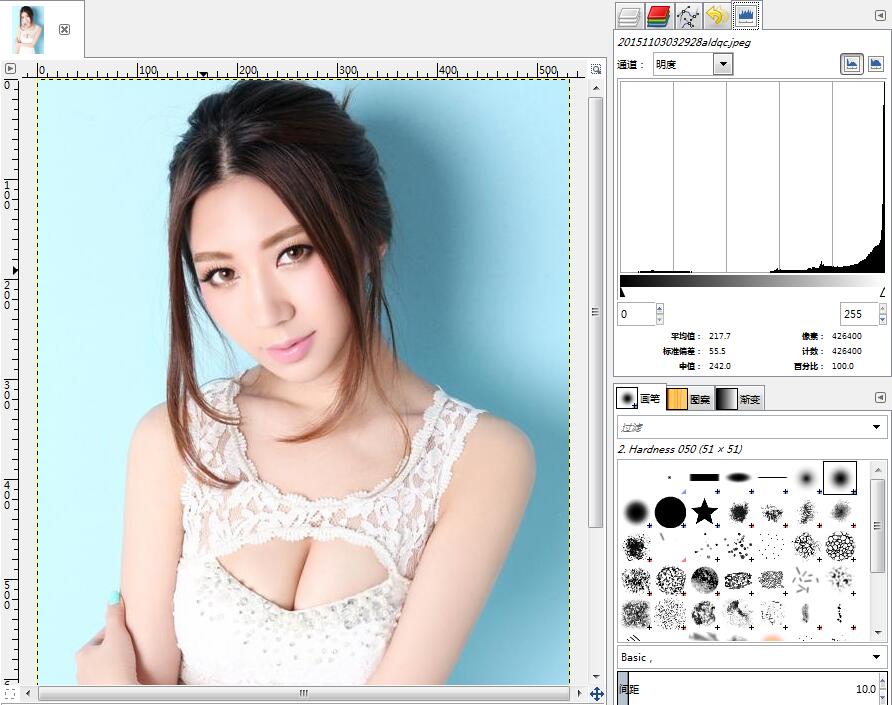 0 100 200 300 400 500
0
100
200
300
400
500
20151103032928aldqc.jpeg
通道： 明度
0 255
平均值： 217.7 像素： 426400
标准偏差： 55.5 计数： 426400
中值： 242.0 百分比： 100.0
画笔 图案 渐变
过滤
2. Hardness 050 (51 × 51)
Basic ,
间距 10.0